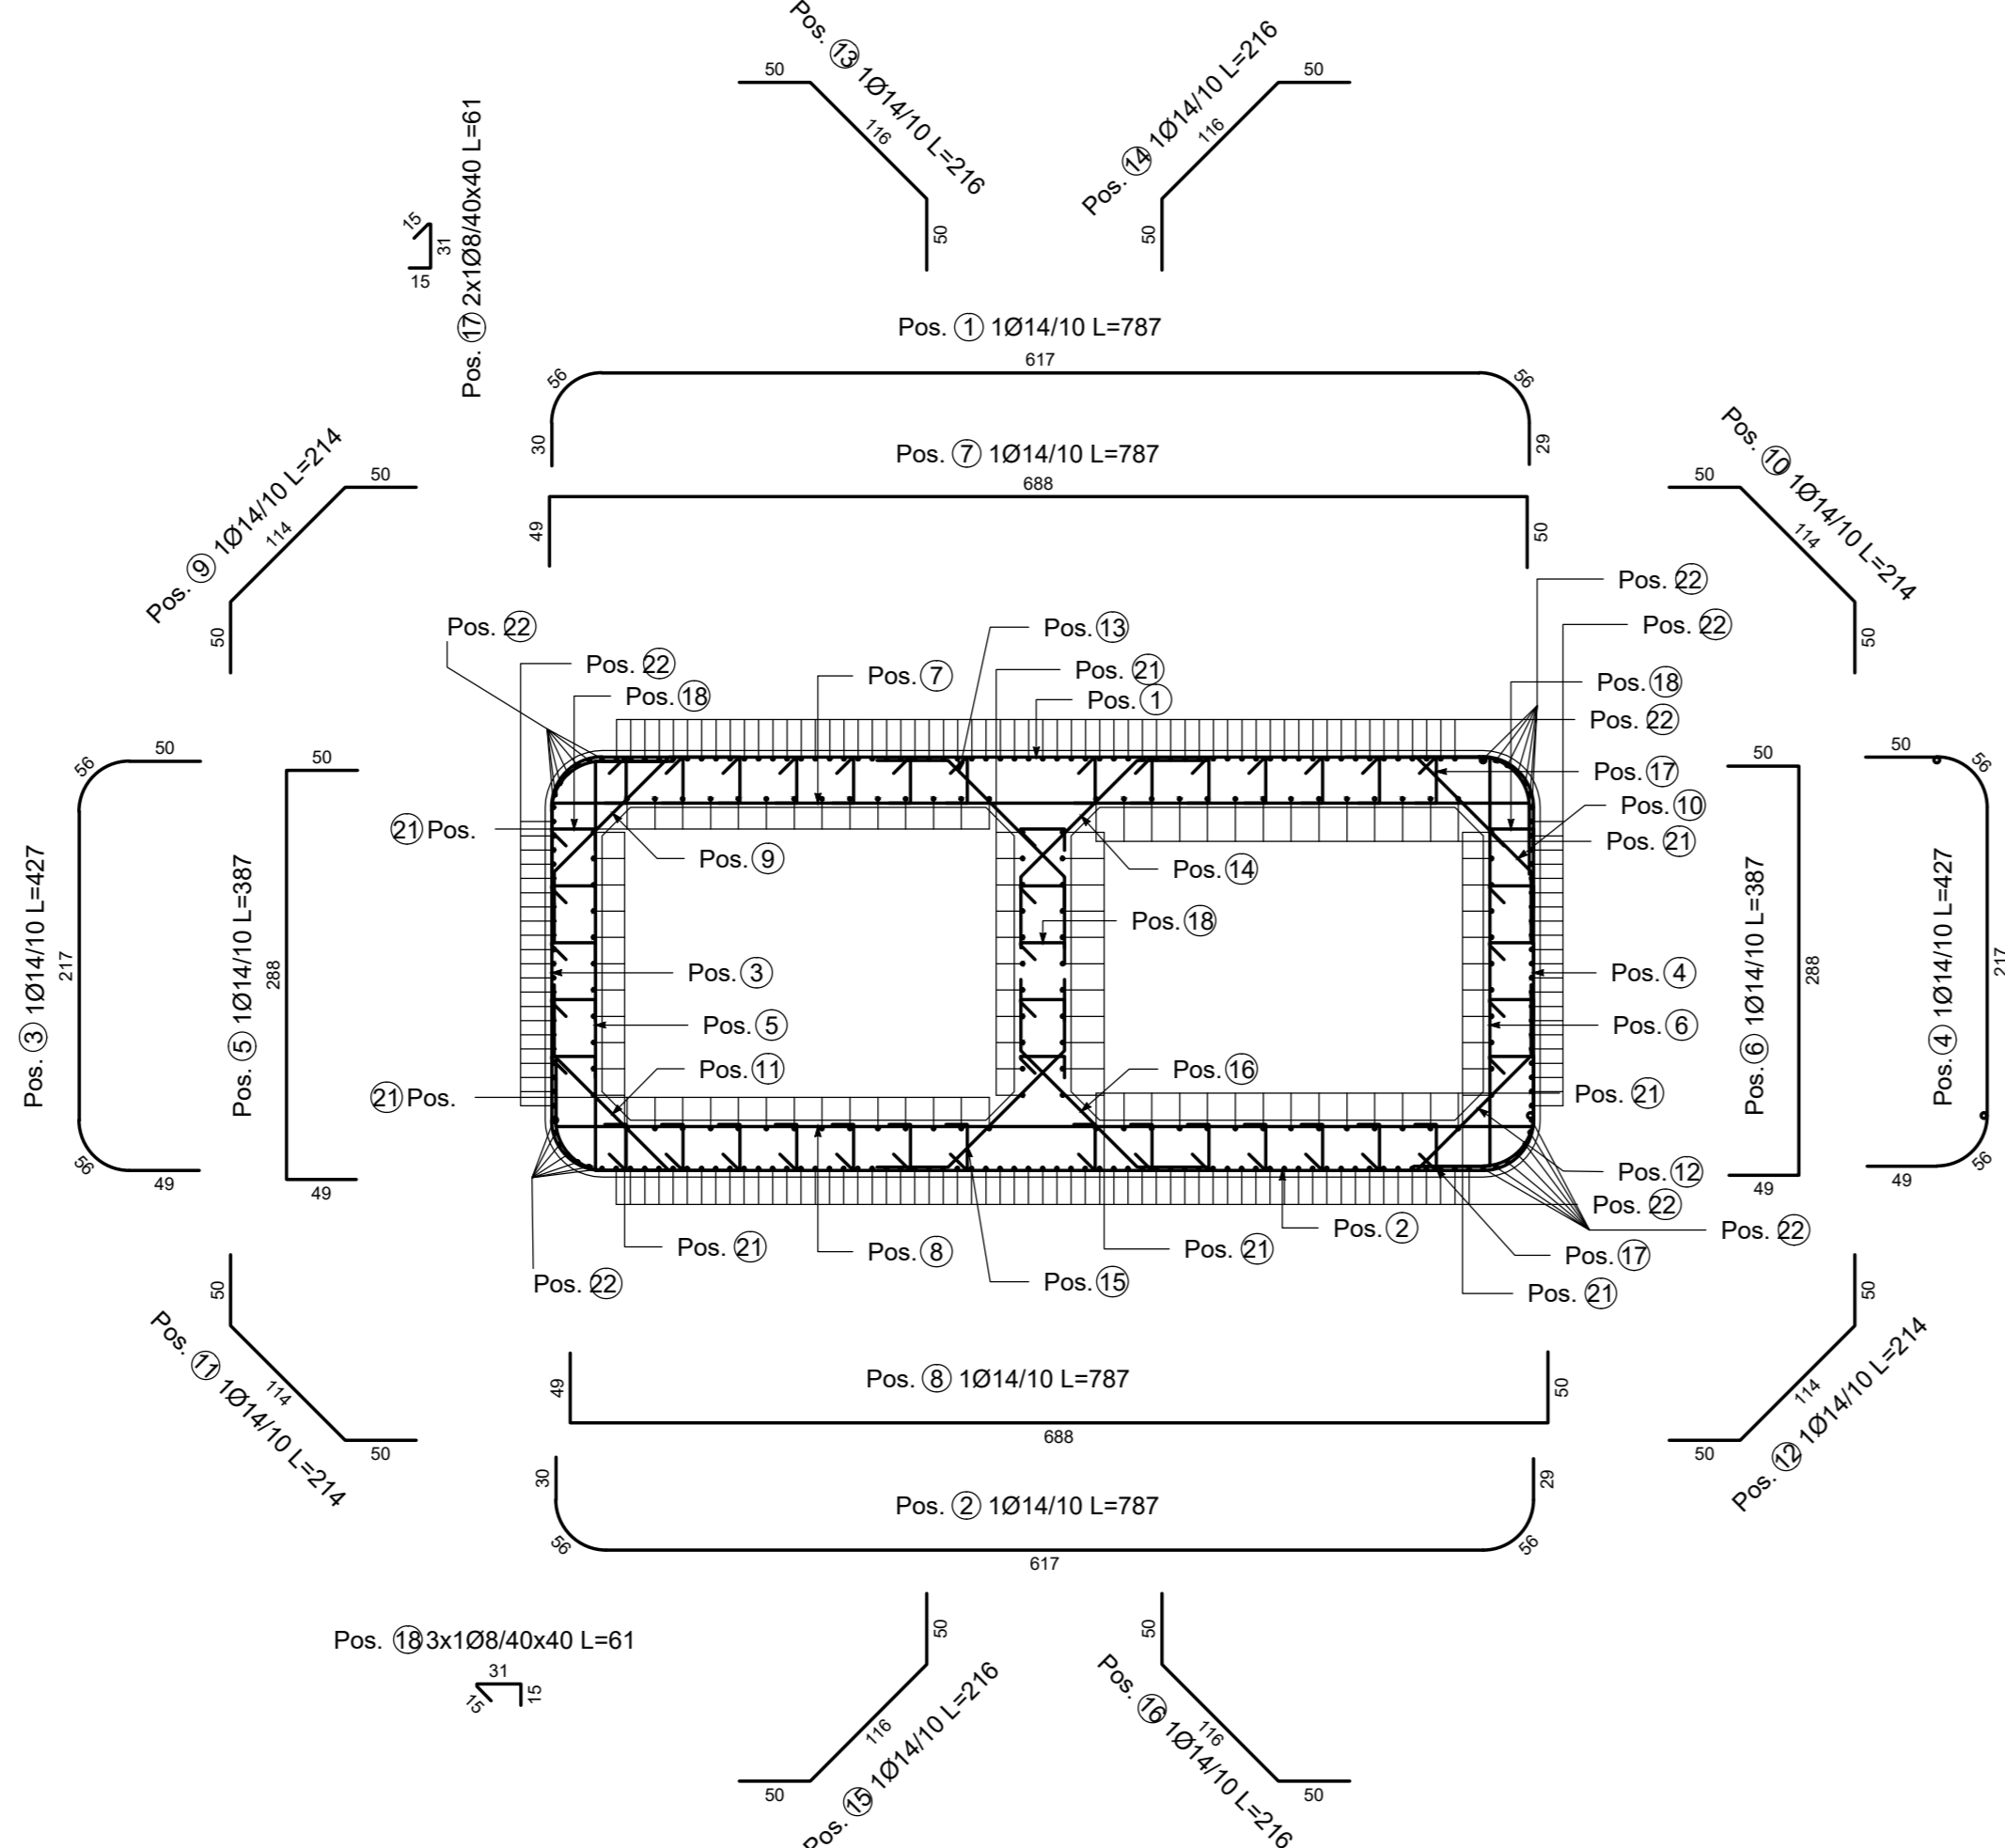 Pos. 13 1Ø14/10 L=216
50
116
50
Pos. 14 1Ø14/10 L=216
50
116
50
Pos. 17 2x1Ø8/40x40 L=61
15
31
15
Pos. 1 1Ø14/10 L=787
617
56
56
30
29
Pos. 7 1Ø14/10 L=787
688
49
50
Pos. 9 1Ø14/10 L=214
50
114
50
Pos. 10 1Ø14/10 L=214
50
114
50
Pos. 22
Pos. 22
Pos. 18
Pos. 7
Pos. 13
Pos. 21
Pos. 1
Pos. 22
Pos. 22
Pos. 18
Pos. 22
Pos. 17
Pos. 10
Pos. 21
21 Pos.
Pos. 9
Pos. 14
Pos. 18
Pos. 3
Pos. 4
Pos. 5
Pos. 6
Pos. 11
Pos. 16
21 Pos.
Pos. 21
Pos. 12
Pos. 22
Pos. 22
Pos. 2
Pos. 17
Pos. 21
Pos. 8
Pos. 21
Pos. 22
Pos. 15
Pos. 21
Pos. 3 1Ø14/10 L=427
50
56
217
56
49
Pos. 5 1Ø14/10 L=387
50
288
49
Pos. 6 1Ø14/10 L=387
50
288
49
Pos. 4 1Ø14/10 L=427
50
56
217
56
49
Pos. 11 1Ø14/10 L=214
50
114
50
Pos. 12 1Ø14/10 L=214
50
114
50
Pos. 8 1Ø14/10 L=787
49
50
688
Pos. 2 1Ø14/10 L=787
30
29
56
56
617
Pos. 18 3x1Ø8/40x40 L=61
31
15
15
Pos. 15 1Ø14/10 L=216
50
116
50
Pos. 16 1Ø14/10 L=216
50
116
50